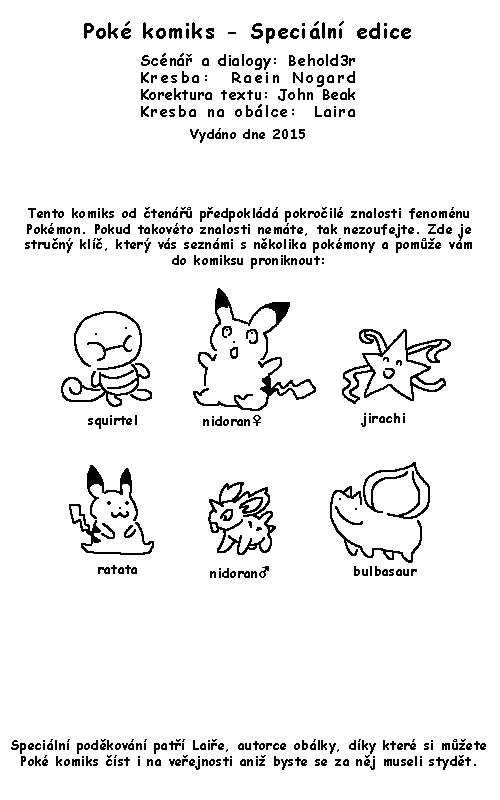 Poké komiks - Speciální edice
Scénář a dialogy: Behold3r
Kresba: Raein Nogard
Korektura textu: John Beak
Kresba na obálce: Laira
Vydáno dne 2015
Tento komiks od čtenářů předpokládá pokročilé znalosti fenoménu
Pokémon. Pokud takovéto znalosti nemáte, tak nezoufejte. Zde je
stručný klíč, který vás seznámi s několika pokémony a pomůže vám
do komiksu proniknout:
squirtel nidoran♀ jirachi
ratata nidoran♂ bulbasaur
Speciální poděkování patří Laiře, autorce obálky, díky které si můžete
Poké komiks číst i na veřejnosti aniž byste se za něj museli stydět.